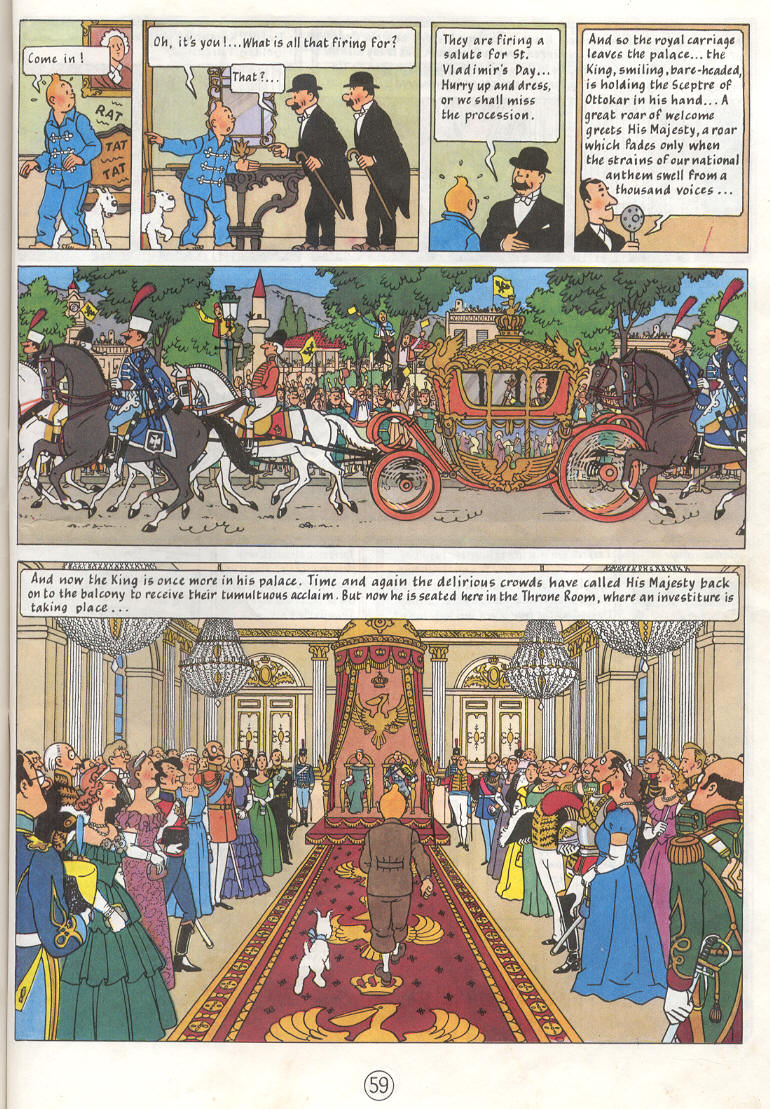 Come in !
RAT
TAT
TAT
Oh, it's you !...What is all that firing for?
That ?...
They are firing a
salute for St.
Vladimir's Day...
Hurry up and dress,
or we shall miss
the procession.
And so the royal carriage
leaves the palace... the
King, smiling, bare-headed,
is holding the Sceptre of
Ottokar in his hand... A
great roar of welcome
greets His Majesty, a roar
which fades only when
the strains of our national
anthem swell from a
thousand voices ...
And now the King is once more in his palace. Time and again the delirious crowds have called His Majesty back
on to the balcony to receive their tumultuous acclaim. But now he is seated here in the Throne Room, where an investiture is
taking place ...
59